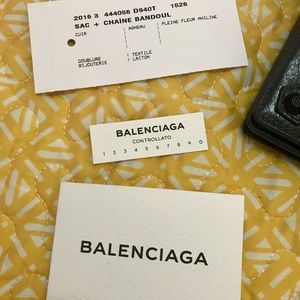 2016 3 444056 D940T 1526
SAC + CHAÎNE BANDOUL
CUIR : AGNEAU : PLEINE FLEUR ANILINE
DOUBLURE : TEXTILE
BIJOUTERIE : LAITON
BALENCIAGA
CONTROLLATO
1 2 3 4 5 6 7 8 9 0
BALENCIAGA